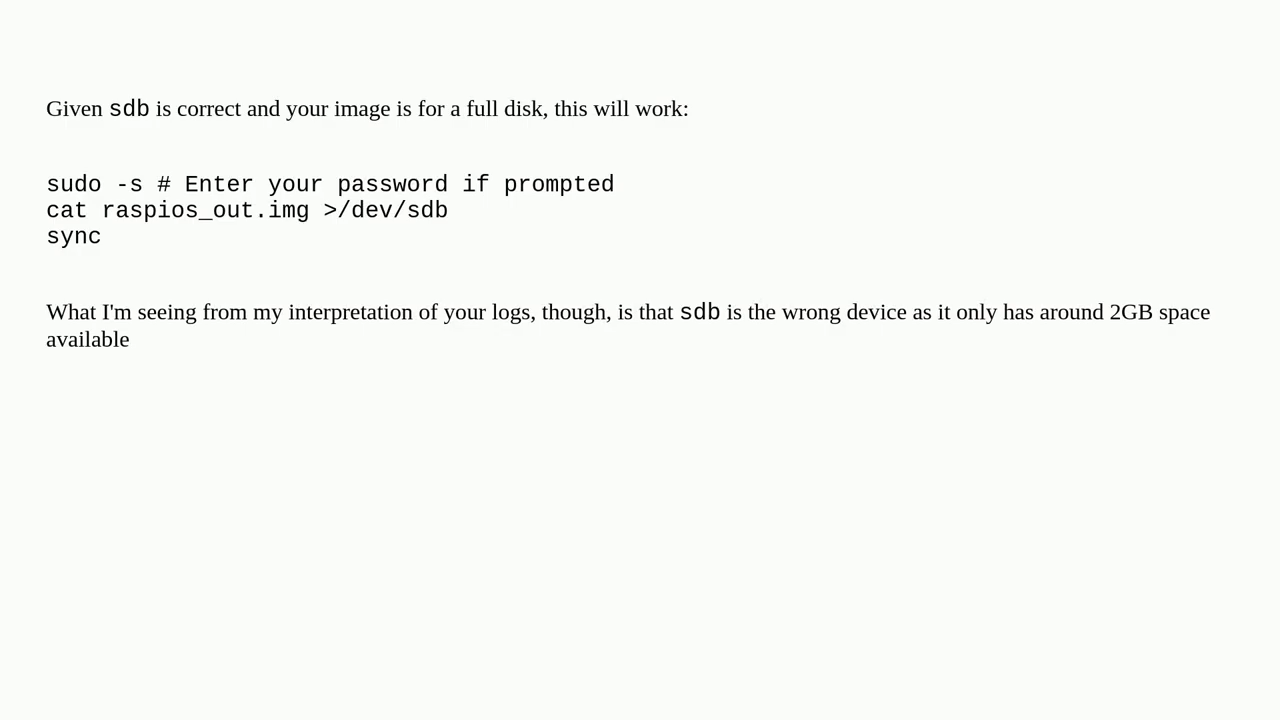 Given sdb is correct and your image is for a full disk, this will work:
sudo -s # Enter your password if prompted
cat raspios_out.img >/dev/sdb
sync
What I'm seeing from my interpretation of your logs, though, is that sdb is the wrong device as it only has around 2GB space
available